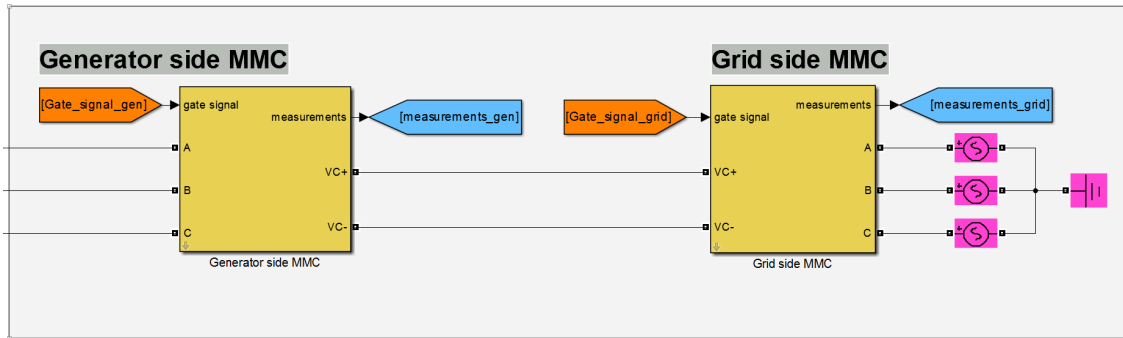 Generator side MMC
[Gate_signal_gen]
gate signal
measurements
[measurements_gen]
A
B
C
VC+
VC-
Generator side MMC
Grid side MMC
[Gate_signal_grid]
gate signal
measurements
[measurements_grid]
VC+
VC-
A
B
C
+
+
+
Grid side MMC